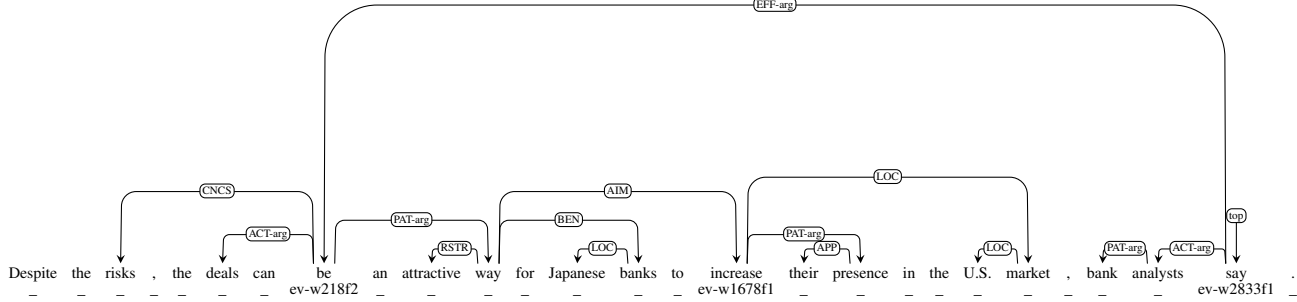 EFF-arg
CNCS AIM LOC
PAT-arg BEN top
ACT-arg PAT-arg
RSTR LOC APP LOC PAT-arg ACT-arg
Despite the risks , the deals can be an attractive way for Japanese banks to increase their presence in the U.S. market , bank analysts say .
_ _ _ _ _ _ _ ev-w218f2 _ _ _ _ _ _ _ ev-w1678f1 _ _ _ _ _ _ _ _ _ ev-w2833f1 _